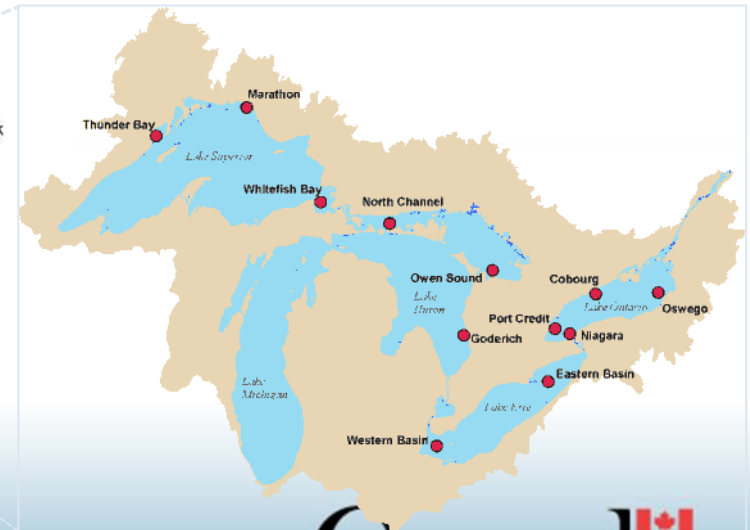 Marathon
Thunder Bay
Lake Superior
Whitefish Bay
North Channel
Owen Sound
Cobourg
Lake
Huron
Lake Ontario
Oswego
Port Credit
Niagara
Goderich
Eastern Basin
Lake
Michigan
Lake Erie
Western Basin